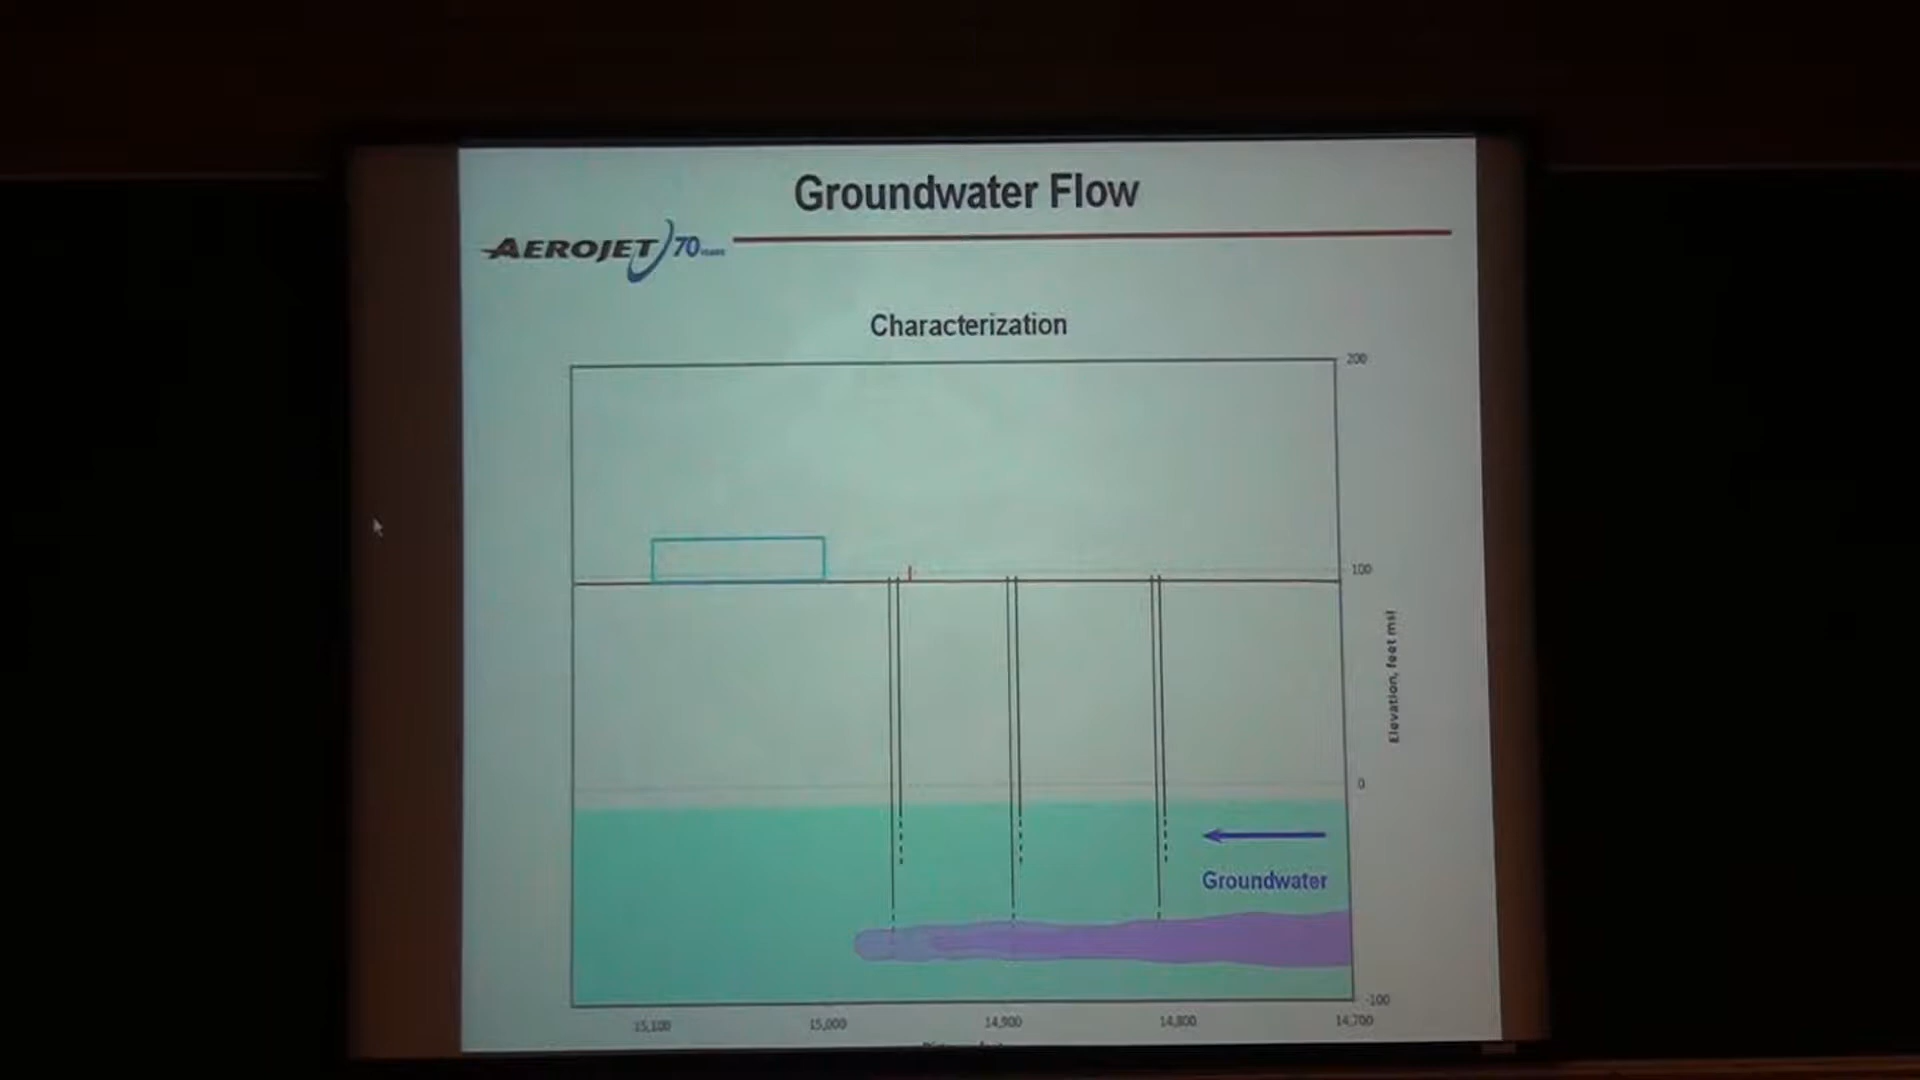 Groundwater Flow
AEROJET 70 YEARS
Characterization
200
100
Elevation, feet msl
0
Groundwater
-100
15,100 15,000 14,900 14,800 14,700